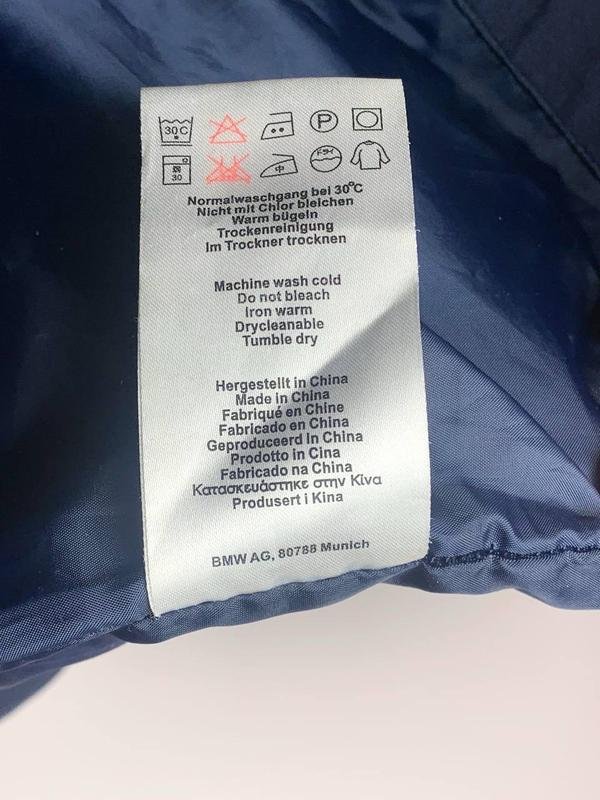 30 C P
30 中
Normalwaschgang bei 30°C
Nicht mit Chlor bleichen
Warm bügeln
Trockenreinigung
Im Trockner trocknen
Machine wash cold
Do not bleach
Iron warm
Drycleanable
Tumble dry
Hergestellt in China
Made in China
Fabriqué en Chine
Fabricado en China
Geproduceerd In China
Prodotto in Cina
Fabricado na China
Κατασκευάστηκε στην Κίνα
Produsert i Kina
BMW AG, 80788 Munich